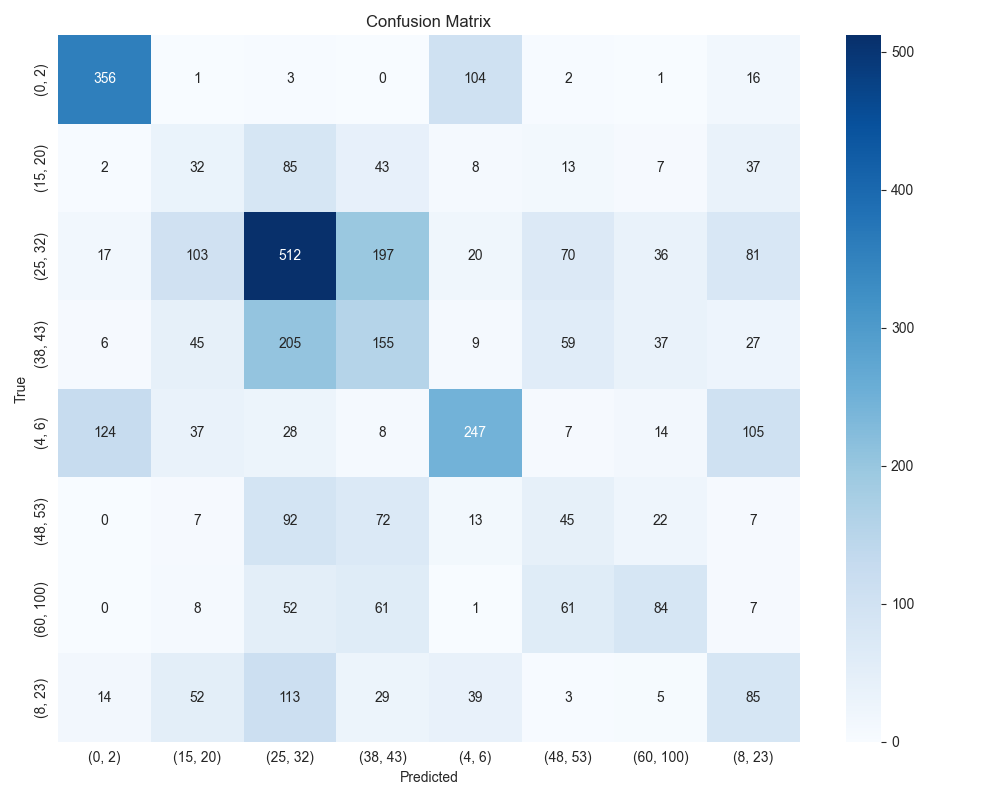 Confusion Matrix
True
(0, 2) 356 1 3 0 104 2 1 16
(15, 20) 2 32 85 43 8 13 7 37
(25, 32) 17 103 512 197 20 70 36 81
(38, 43) 6 45 205 155 9 59 37 27
(4, 6) 124 37 28 8 247 7 14 105
(48, 53) 0 7 92 72 13 45 22 7
(60, 100) 0 8 52 61 1 61 84 7
(8, 23) 14 52 113 29 39 3 5 85
(0, 2) (15, 20) (25, 32) (38, 43) (4, 6) (48, 53) (60, 100) (8, 23)
Predicted
500
400
300
200
100
0